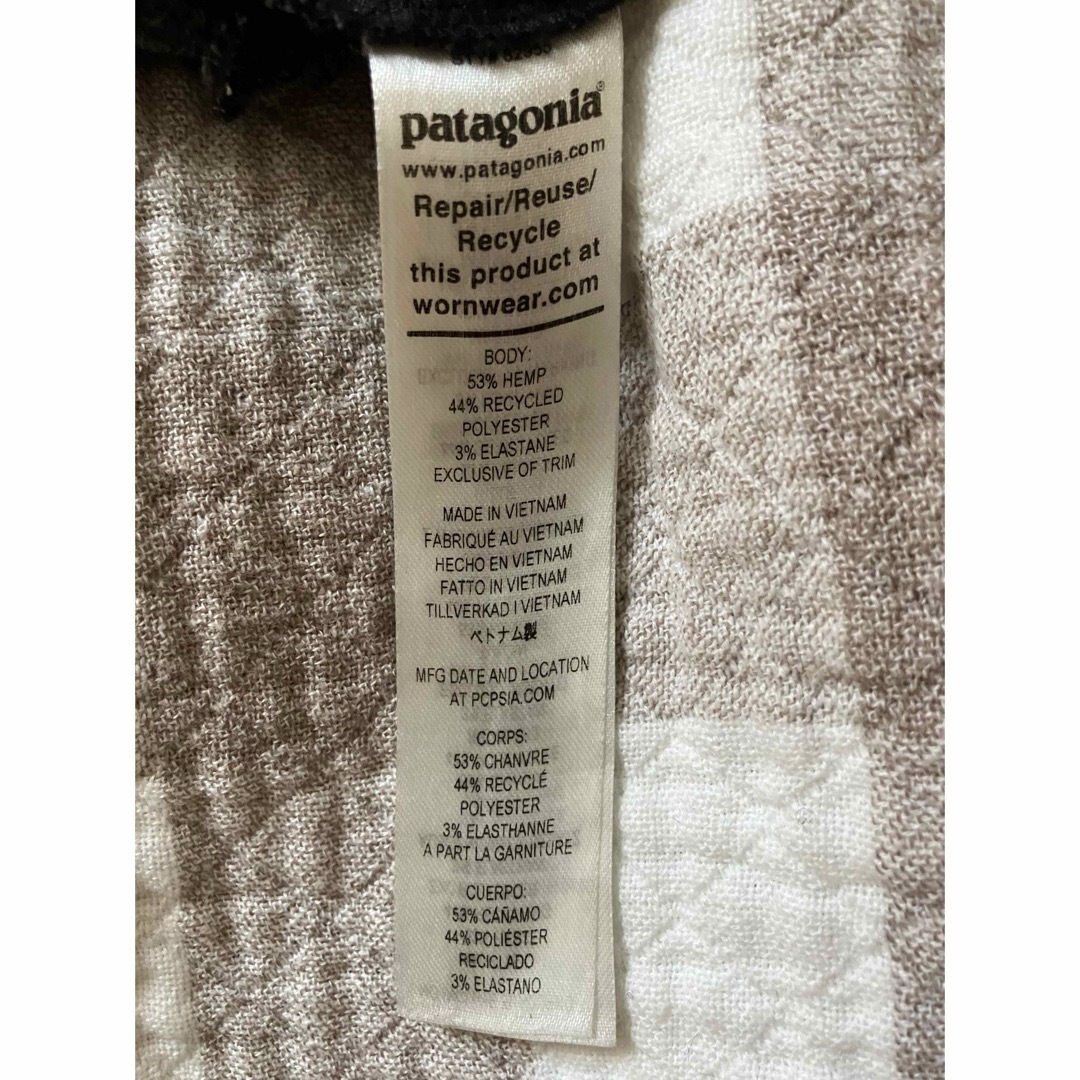 patagonia®
www.patagonia.com
Repair/Reuse/
Recycle
this product at
wornwear.com
BODY:
53% HEMP
44% RECYCLED
POLYESTER
3% ELASTANE
EXCLUSIVE OF TRIM
MADE IN VIETNAM
FABRIQUÉ AU VIETNAM
HECHO EN VIETNAM
FATTO IN VIETNAM
TILLVERKAD I VIETNAM
ベトナム製
MFG DATE AND LOCATION
AT PCPSIA.COM
CORPS:
53% CHANVRE
44% RECYCLÉ
POLYESTER
3% ELASTHANNE
A PART LA GARNITURE
CUERPO:
53% CÁÑAMO
44% POLIÉSTER
RECICLADO
3% ELASTANO